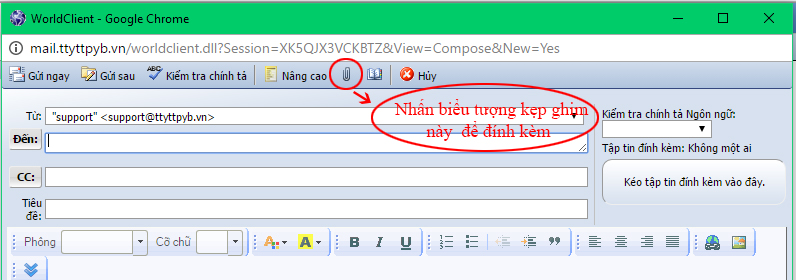 WorldClient - Google Chrome
mail.ttyttpyb.vn/worldclient.dll?Session=XK5QJX3VCKBTZ&View=Compose&New=Yes
Gửi ngay Gửi sau ABC Kiểm tra chính tả Nâng cao Hủy
Nhấn biểu tượng kẹp ghim
này để đính kèm
Từ: "support" <support@ttyttpyb.vn>
Đến:
CC:
Tiêu
đề:
Kiểm tra chính tả Ngôn ngữ:
Tập tin đính kèm: Không một ai
Kéo tập tin đính kèm vào đây.
Phông Cỡ chữ A A B I U